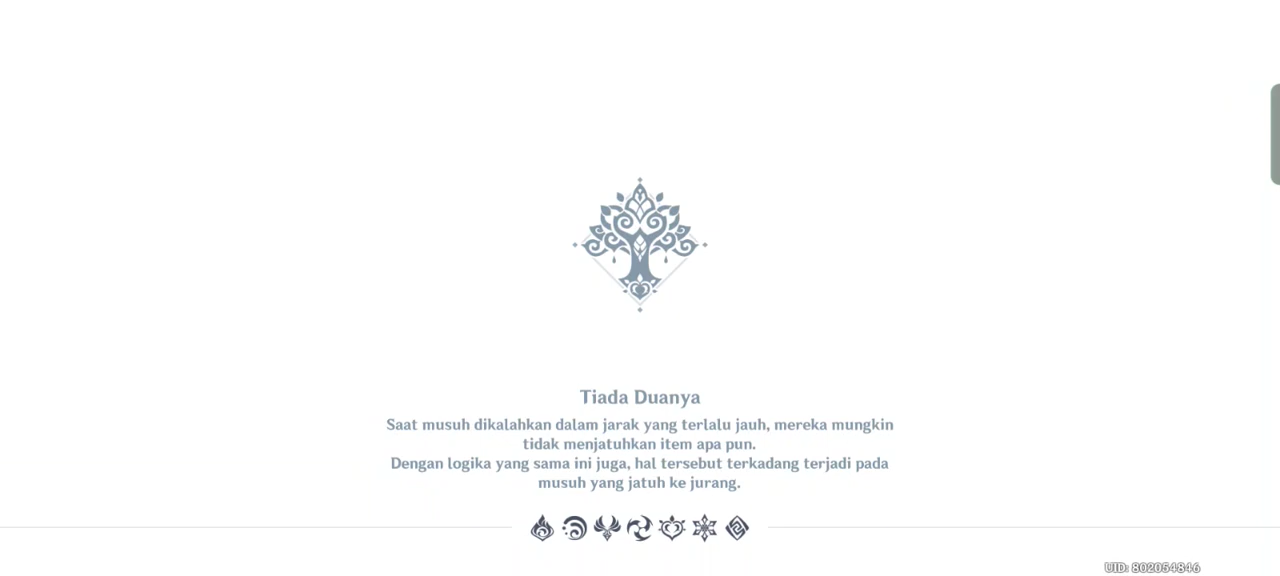 Tiada Duanya
Saat musuh dikalahkan dalam jarak yang terlalu jauh, mereka mungkin
tidak menjatuhkan item apa pun.
Dengan logika yang sama ini juga, hal tersebut terkadang terjadi pada
musuh yang jatuh ke jurang.
UID: 802054846